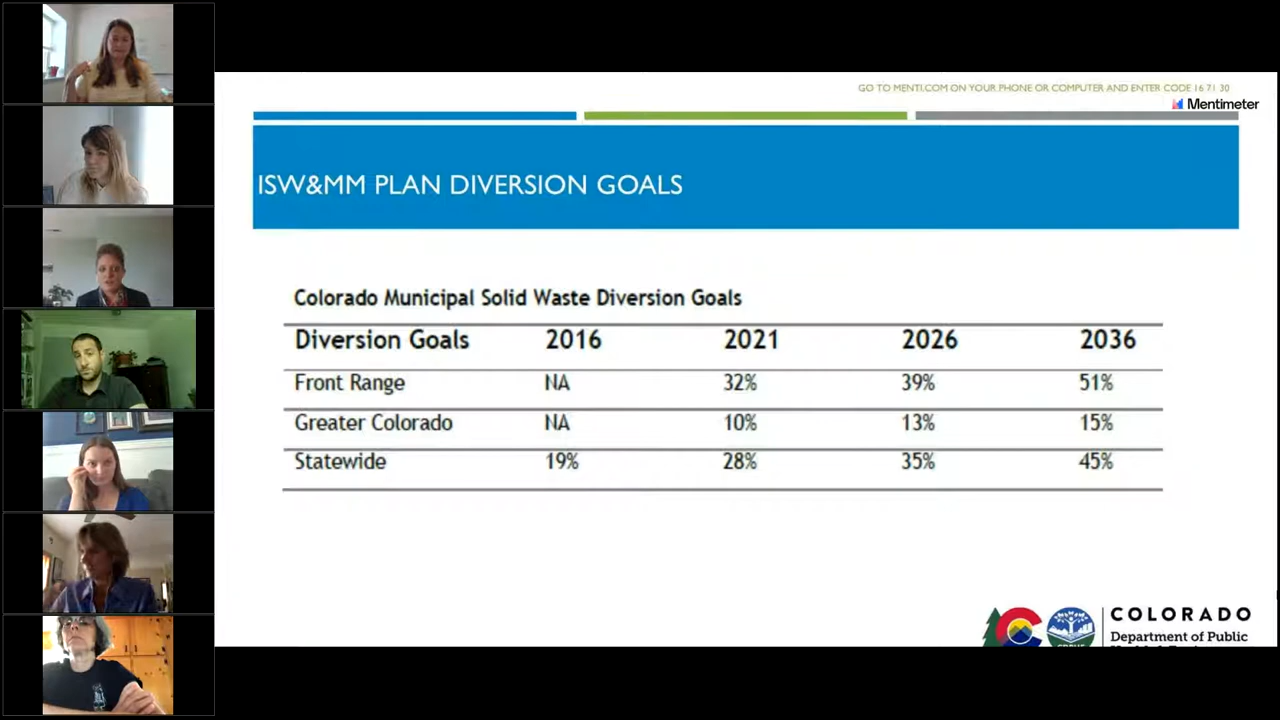 GO TO MENTI.COM ON YOUR PHONE OR COMPUTER AND ENTER CODE 16 71 30
Mentimeter
ISW&MM PLAN DIVERSION GOALS
Colorado Municipal Solid Waste Diversion Goals
Diversion Goals 2016 2021 2026 2036
Front Range NA 32% 39% 51%
Greater Colorado NA 10% 13% 15%
Statewide 19% 28% 35% 45%
COLORADO
Department of Public